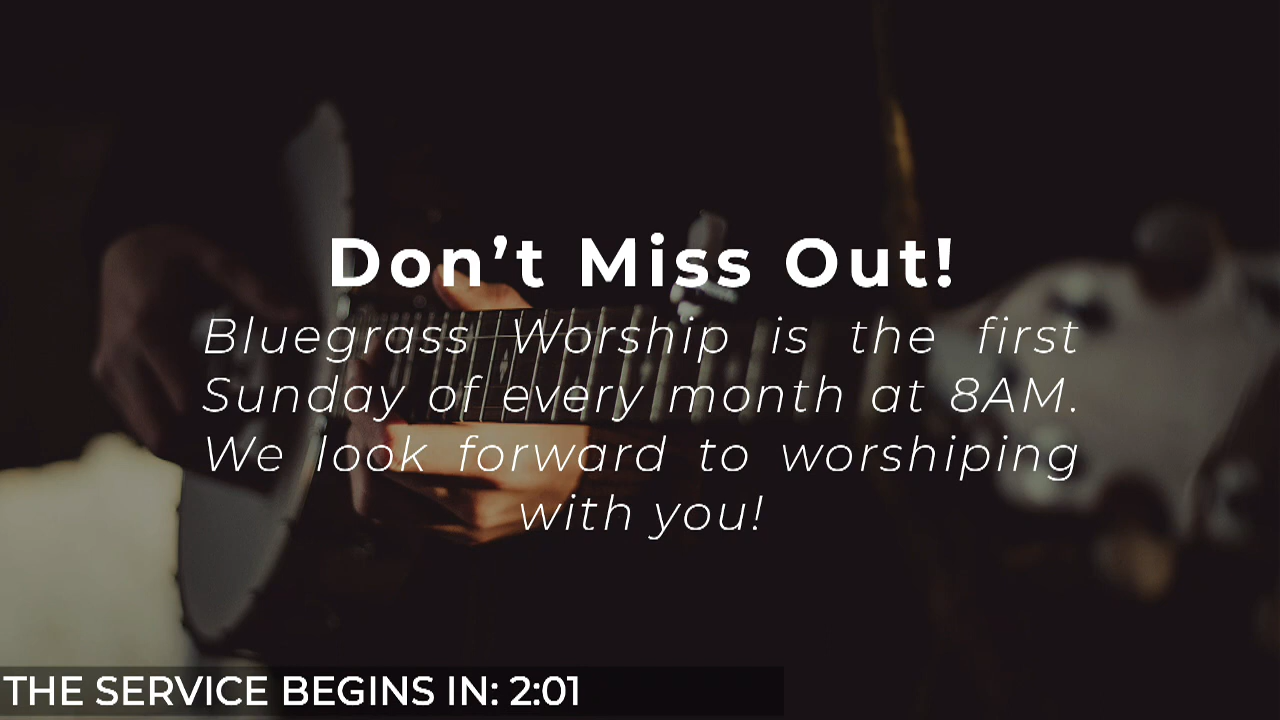 Don’t Miss Out!
Bluegrass Worship is the first
Sunday of every month at 8AM.
We look forward to worshiping
with you!
THE SERVICE BEGINS IN: 2:01